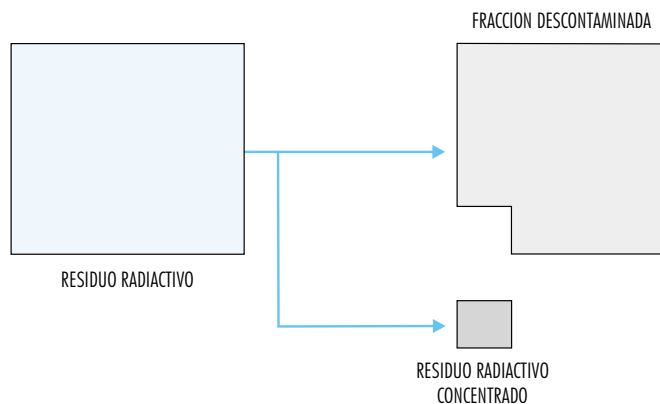 FRACCION DESCONTAMINADA
RESIDUO RADIACTIVO
RESIDUO RADIACTIVO
CONCENTRADO